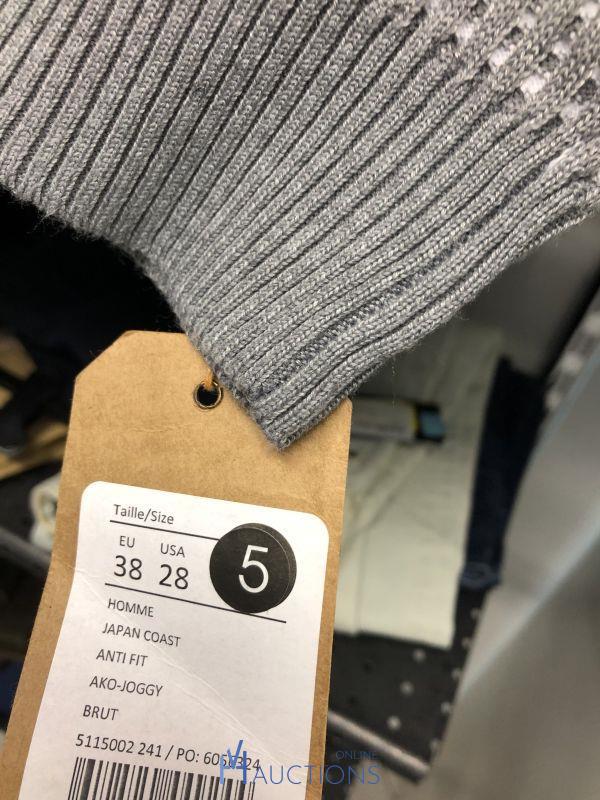 Taille/Size
EU USA
38 28
5
HOMME
JAPAN COAST
ANTI FIT
AKO-JOGGY
BRUT
5115002 241 / PO:
ONLINE
AUCTIONS